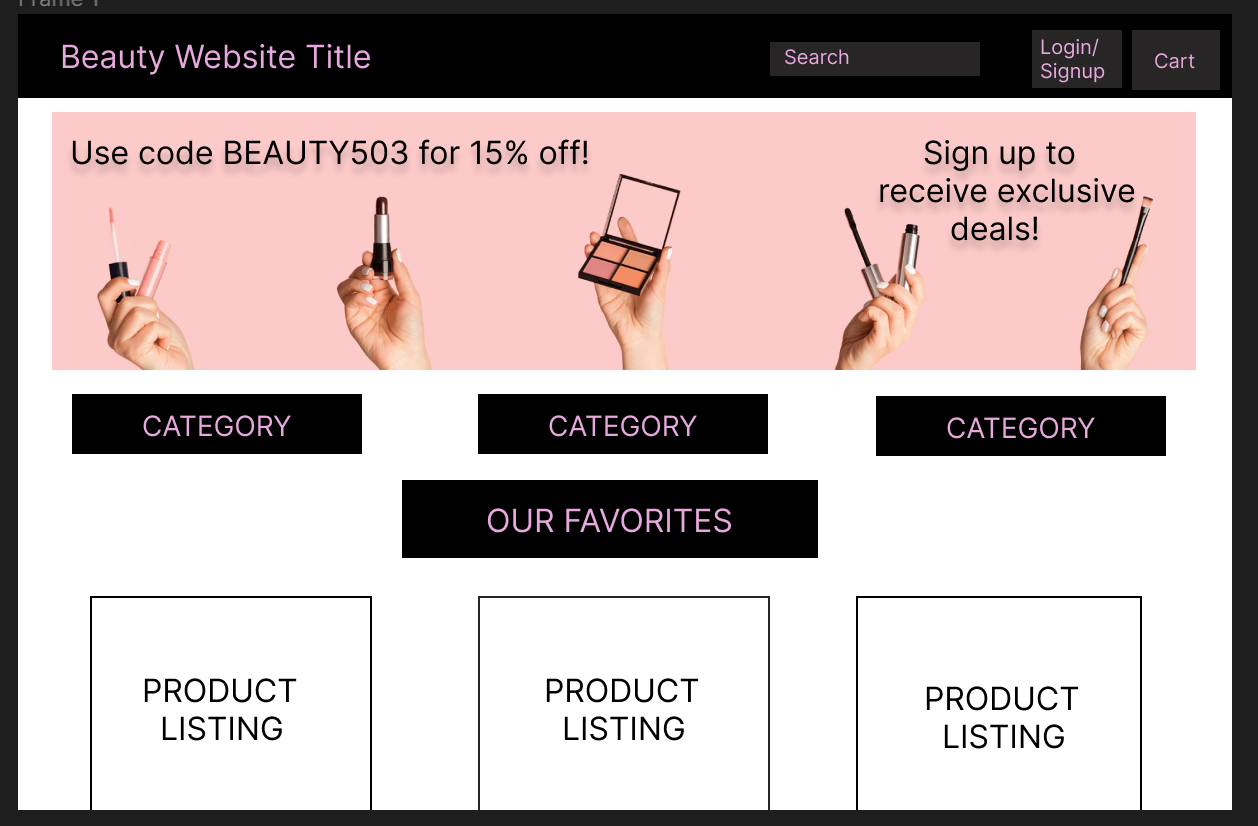 Frame 1
Beauty Website Title
Search
Login/
Signup
Cart
Use code BEAUTY503 for 15% off!
Sign up to
receive exclusive
deals!
CATEGORY
CATEGORY
CATEGORY
OUR FAVORITES
PRODUCT
LISTING
PRODUCT
LISTING
PRODUCT
LISTING